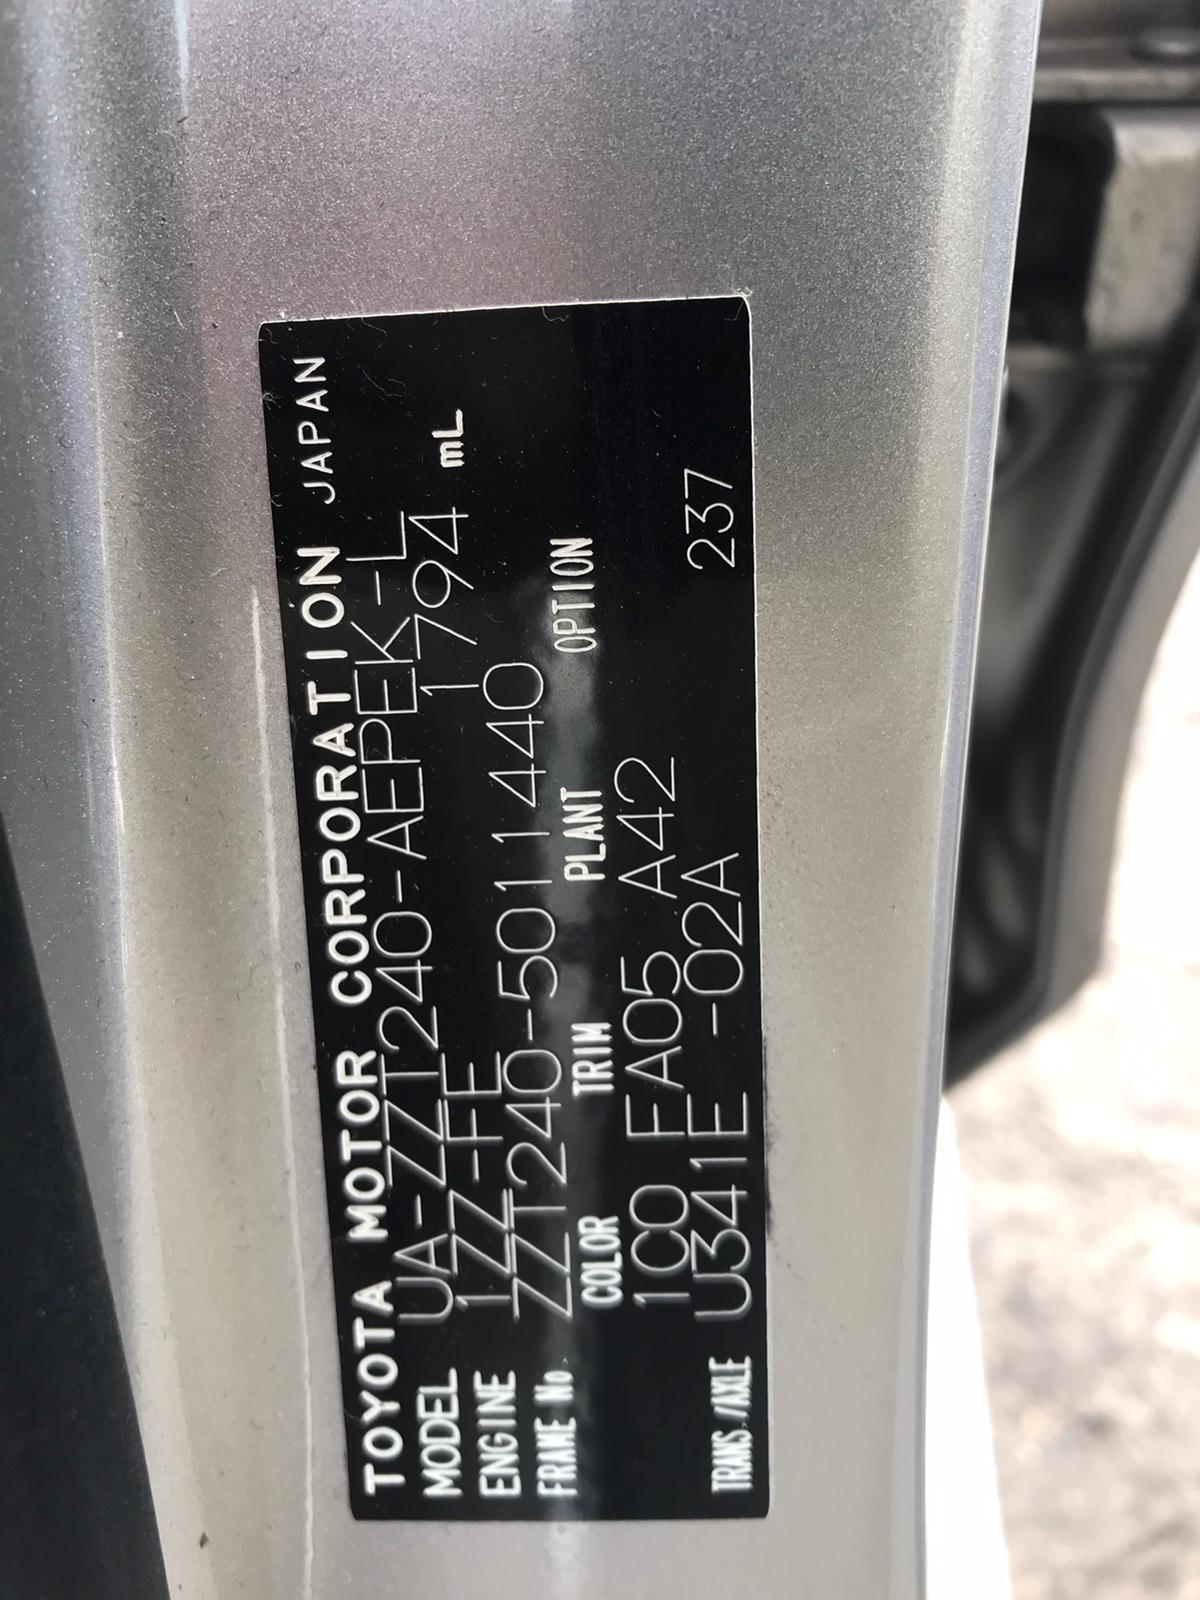 TOYOTA MOTOR CORPORATION JAPAN
MODEL UA-ZZT240-AEPEK-L
ENGINE 1ZZ-FE 1794 mL
FRAME No. ZZT240-5011440
COLOR TRIM PLANT OPTION
1C0 FA05 A42
TRANS./AXLE U341E -02A 237